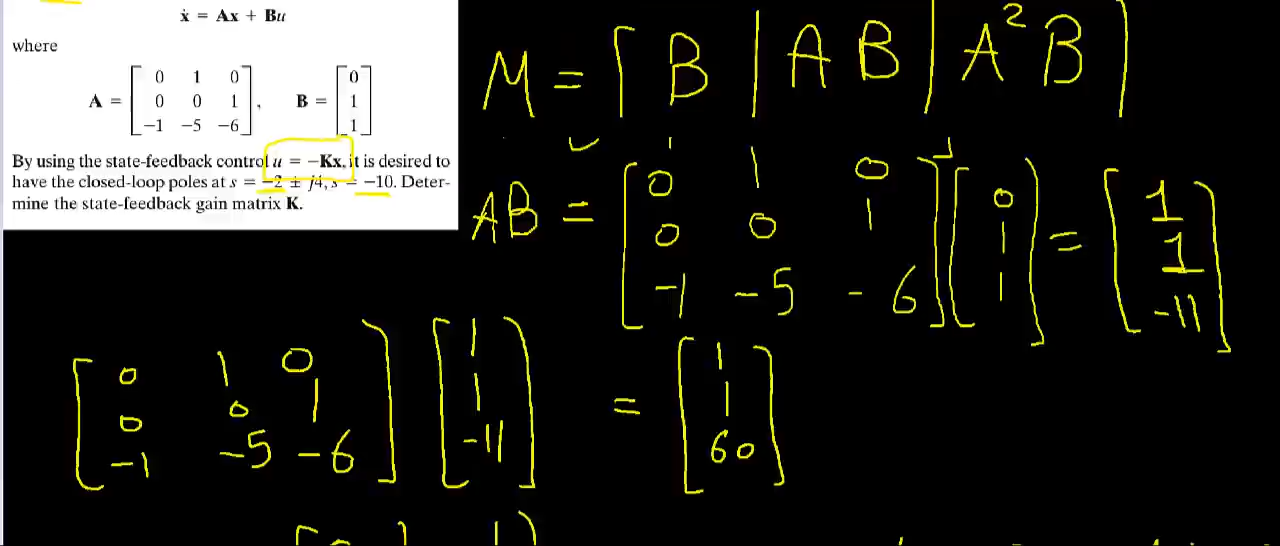 ẋ = Ax + Bu
where
A = [ 0 1 0
0 0 1
−1 −5 −6 ], B = [ 0
1
1 ]
By using the state-feedback control u = −Kx, it is desired to
have the closed-loop poles at s = −2 ± j4, s = −10. Deter-
mine the state-feedback gain matrix K.
M = [ B | AB | A²B ]
AB = [ 0 1 0
0 0 1
-1 -5 -6 ] [ 0
1
1 ] = [ 1
1
-11 ]
[ 0 1 0
0 0 1
-1 -5 -6 ] [ 1
1
-11 ] = [ 1
1
60 ]